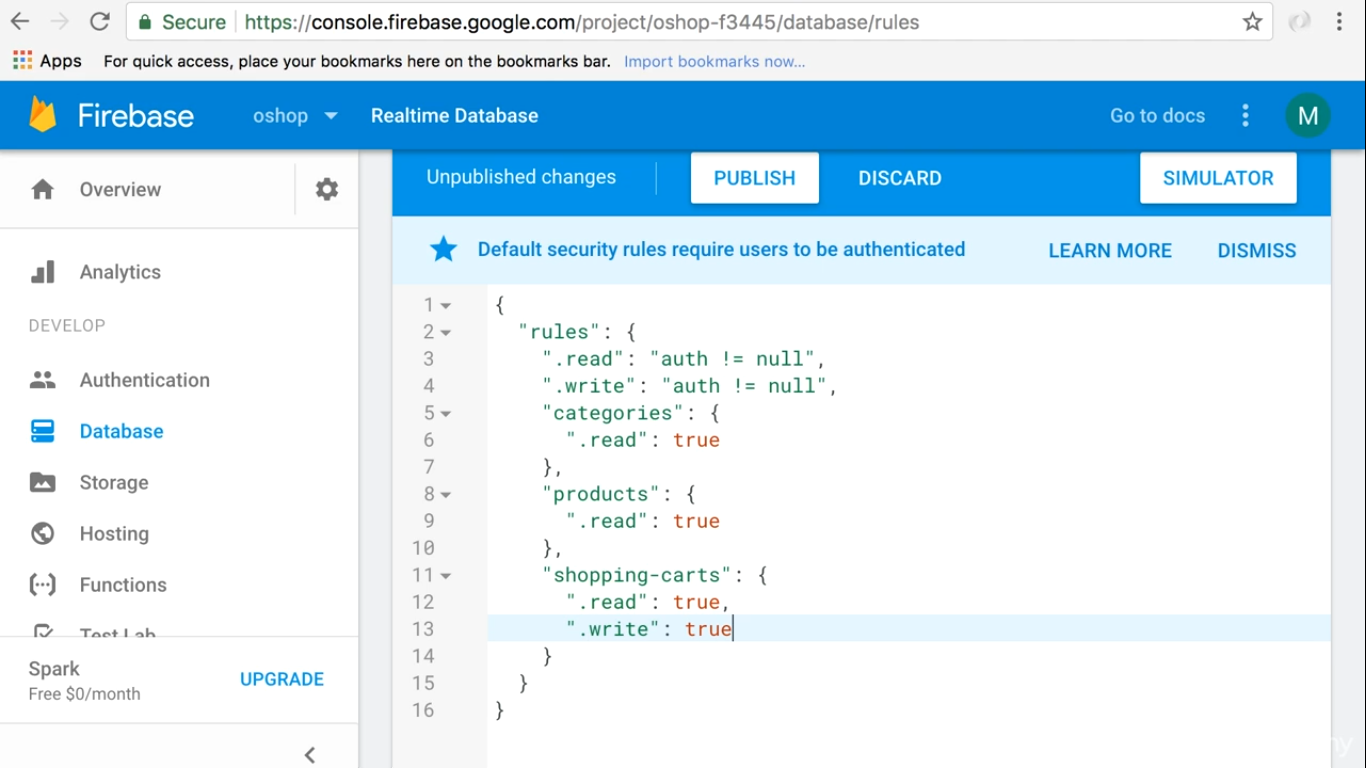 Secure https://console.firebase.google.com/project/oshop-f3445/database/rules
Apps For quick access, place your bookmarks here on the bookmarks bar. Import bookmarks now...
Firebase oshop Realtime Database Go to docs M
Overview
Analytics
DEVELOP
Authentication
Database
Storage
Hosting
Functions
Test Lab
Spark
Free $0/month
UPGRADE
Unpublished changes PUBLISH DISCARD SIMULATOR
Default security rules require users to be authenticated LEARN MORE DISMISS
1 {
2 "rules": {
3 ".read": "auth != null",
4 ".write": "auth != null",
5 "categories": {
6 ".read": true
7 },
8 "products": {
9 ".read": true
10 },
11 "shopping-carts": {
12 ".read": true,
13 ".write": true
14 }
15 }
16 }